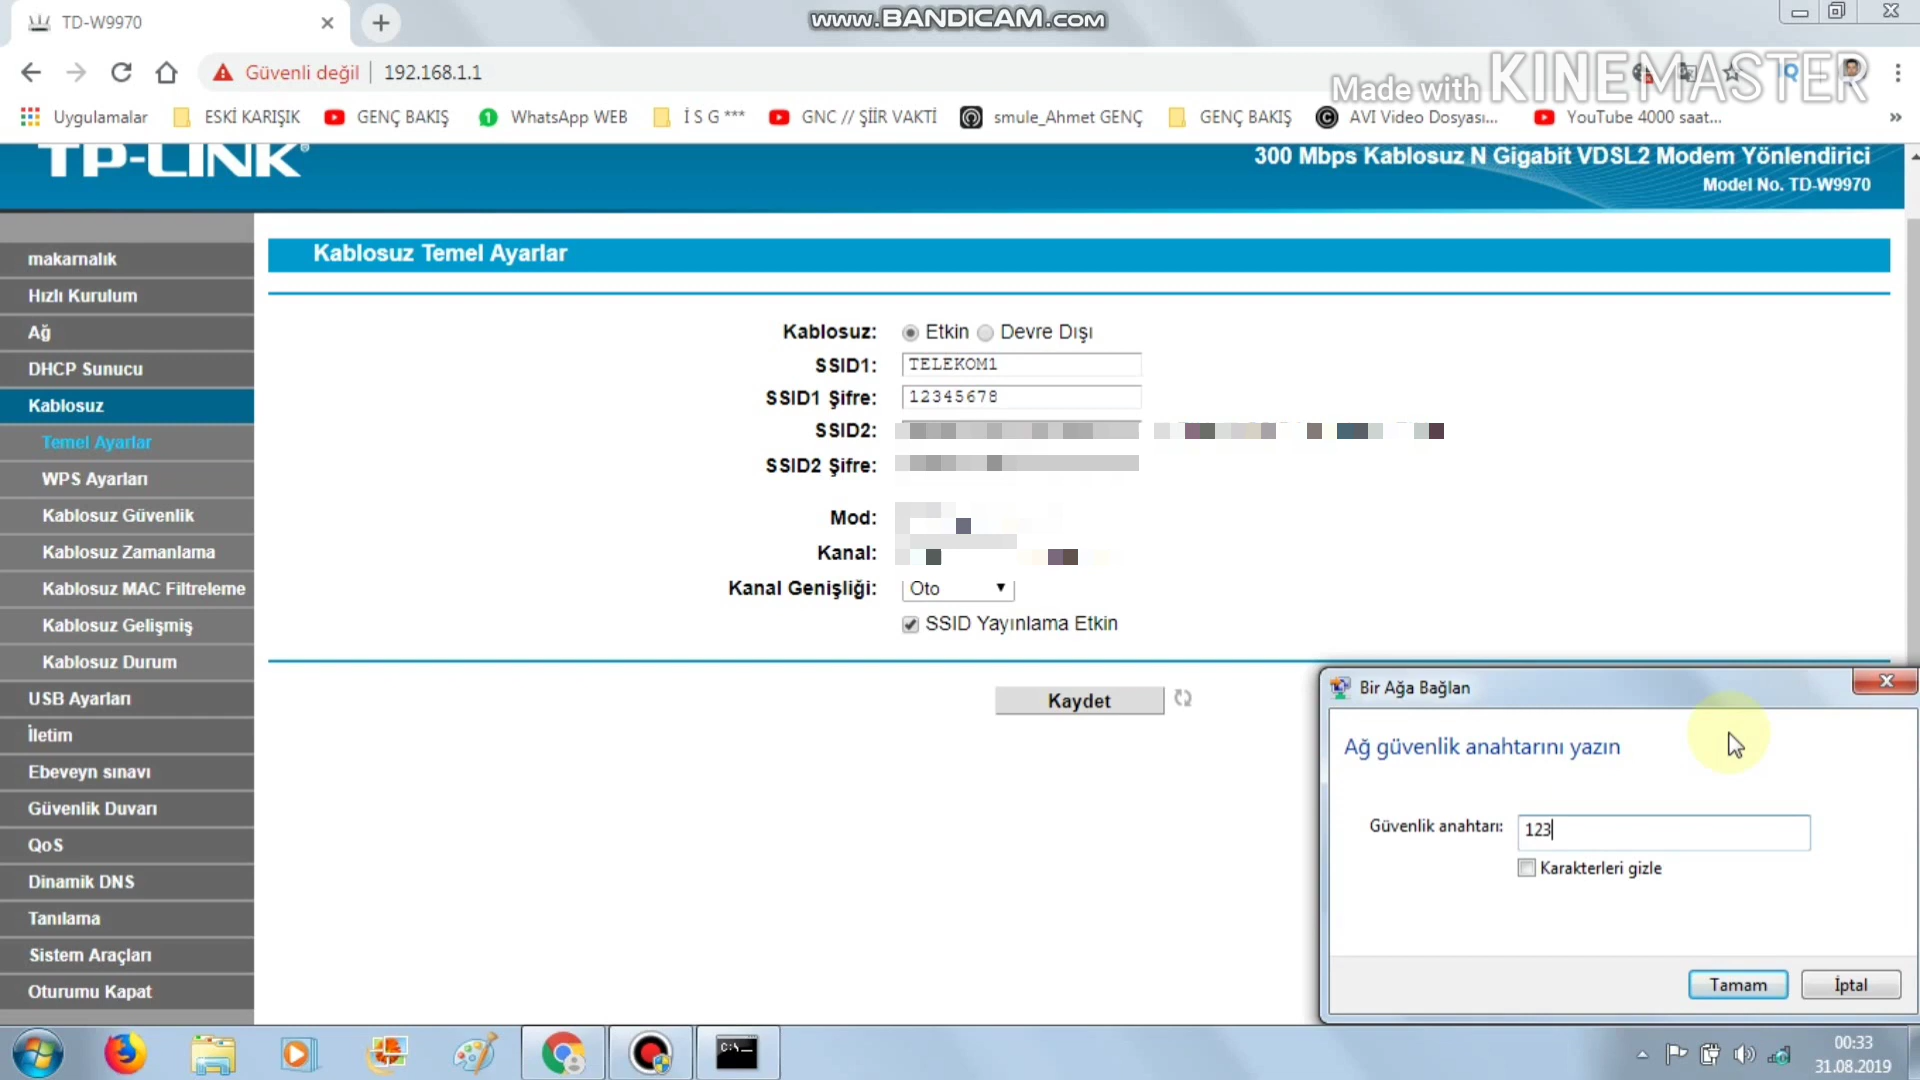 TD-W9970
www.BANDICAM.com
Güvenli değil
192.168.1.1
Made with KINEMASTER
Uygulamalar
ESKİ KARIŞIK
GENÇ BAKIŞ
WhatsApp WEB
İ S G ***
GNC // ŞİİR VAKTİ
smule_Ahmet GENÇ
GENÇ BAKIŞ
AVI Video Dosyası...
YouTube 4000 saat...
»
TP-LINK®
300 Mbps Kablosuz N Gigabit VDSL2 Modem Yönlendirici
Model No. TD-W9970
makarnalık
Hızlı Kurulum
Ağ
DHCP Sunucu
Kablosuz
Temel Ayarlar
WPS Ayarları
Kablosuz Güvenlik
Kablosuz Zamanlama
Kablosuz MAC Filtreleme
Kablosuz Gelişmiş
Kablosuz Durum
USB Ayarları
İletim
Ebeveyn sınavı
Güvenlik Duvarı
QoS
Dinamik DNS
Tanılama
Sistem Araçları
Oturumu Kapat
Kablosuz Temel Ayarlar
Kablosuz: Etkin Devre Dışı
SSID1: TELEKOM1
SSID1 Şifre: 12345678
SSID2:
SSID2 Şifre:
Mod:
Kanal:
Kanal Genişliği: Oto
SSID Yayınlama Etkin
Kaydet
Bir Ağa Bağlan
Ağ güvenlik anahtarını yazın
Güvenlik anahtarı: 123
Karakterleri gizle
Tamam
İptal
C:\
00:33
31.08.2019